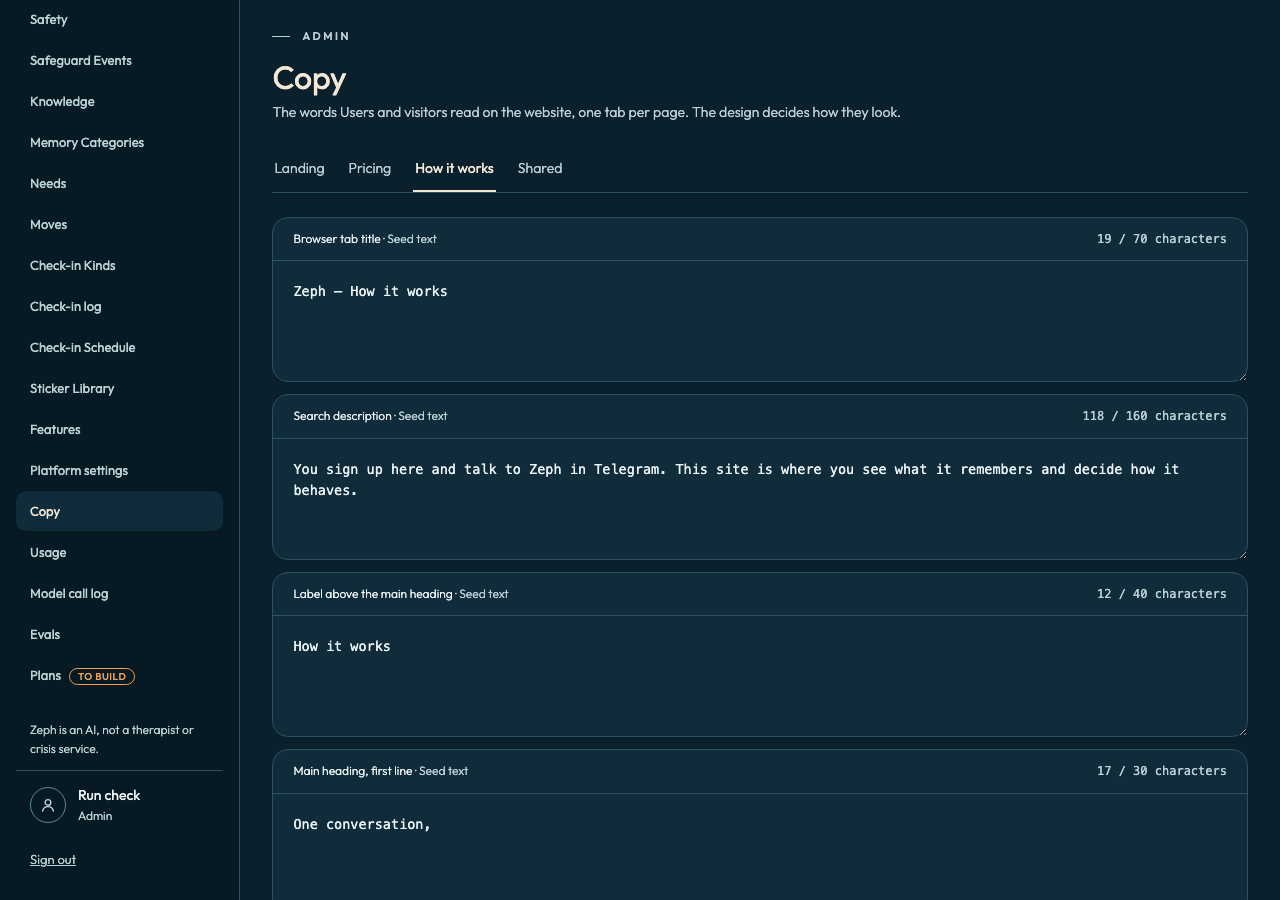 Safety
Safeguard Events
Knowledge
Memory Categories
Needs
Moves
Check-in Kinds
Check-in log
Check-in Schedule
Sticker Library
Features
Platform settings
Copy
Usage
Model call log
Evals
Plans TO BUILD
Zeph is an AI, not a therapist or
crisis service.
Run check
Admin
Sign out
ADMIN
Copy
The words Users and visitors read on the website, one tab per page. The design decides how they look.
Landing Pricing How it works Shared
Browser tab title · Seed text 19 / 70 characters
Zeph — How it works
Search description · Seed text 118 / 160 characters
You sign up here and talk to Zeph in Telegram. This site is where you see what it remembers and decide how it
behaves.
Label above the main heading · Seed text 12 / 40 characters
How it works
Main heading, first line · Seed text 17 / 30 characters
One conversation,